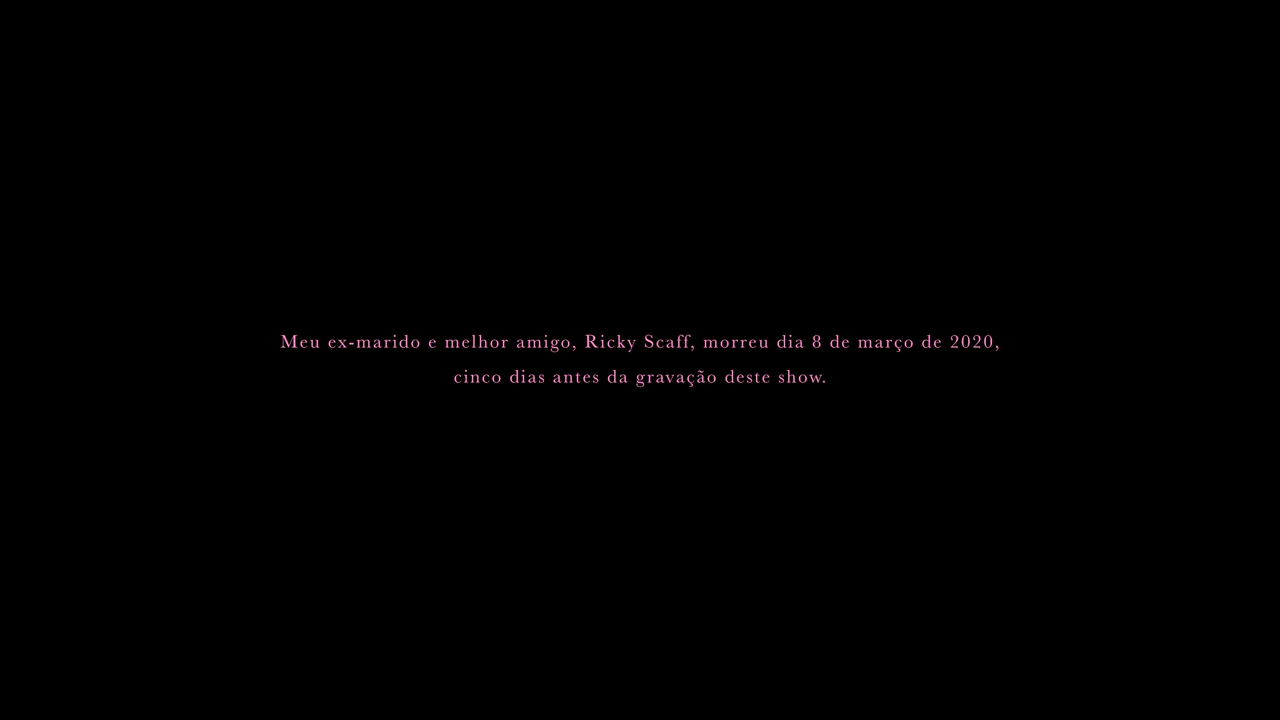 Meu ex-marido e melhor amigo, Ricky Scaff, morreu dia 8 de março de 2020,
cinco dias antes da gravação deste show.